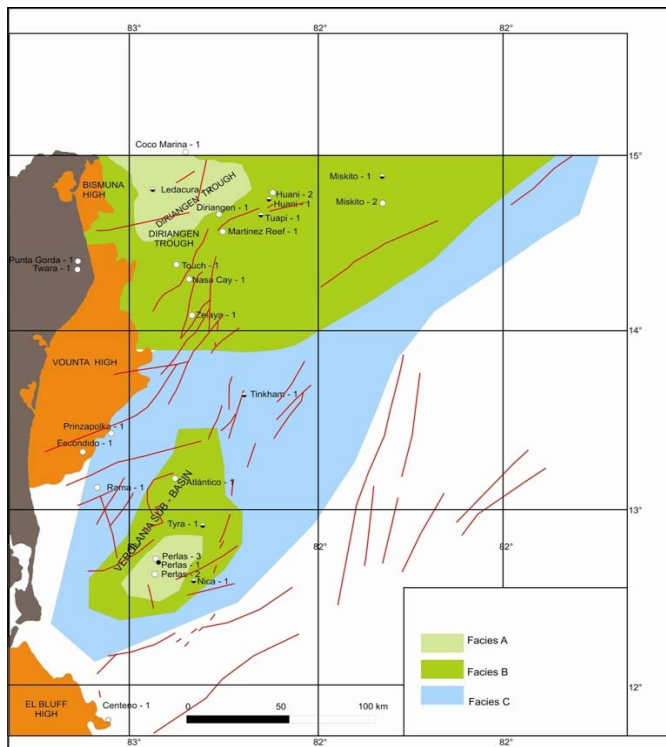 83° 82° 82°
Coco Marina - 1
15°
BISMUNA
HIGH
Ledacura - 1
Miskito - 1
Huani - 2
Huani - 1
Miskito - 2
DIRIANGEN TROUGH
Diriangen - 1
Tuapi - 1
Martinez Reef - 1
DIRIANGEN
TROUGH
Punta Gorda - 1
Twara - 1
Touch - 1
Nasa Cay - 1
Zelaya - 1
14°
VOUNTA HIGH
Tinkham - 1
Prinzapolka - 1
Escondido - 1
Rama - 1
Atlántico - 1
13°
VEROLANIA SUB - BASIN
Tyra - 1
82° 82°
Perlas - 3
Perlas - 1
Perlas - 2
Nica - 1
Facies A
Facies B
Facies C
12°
EL BLUFF
HIGH
Centeno - 1
0 50 100 km
83° 82° 82°